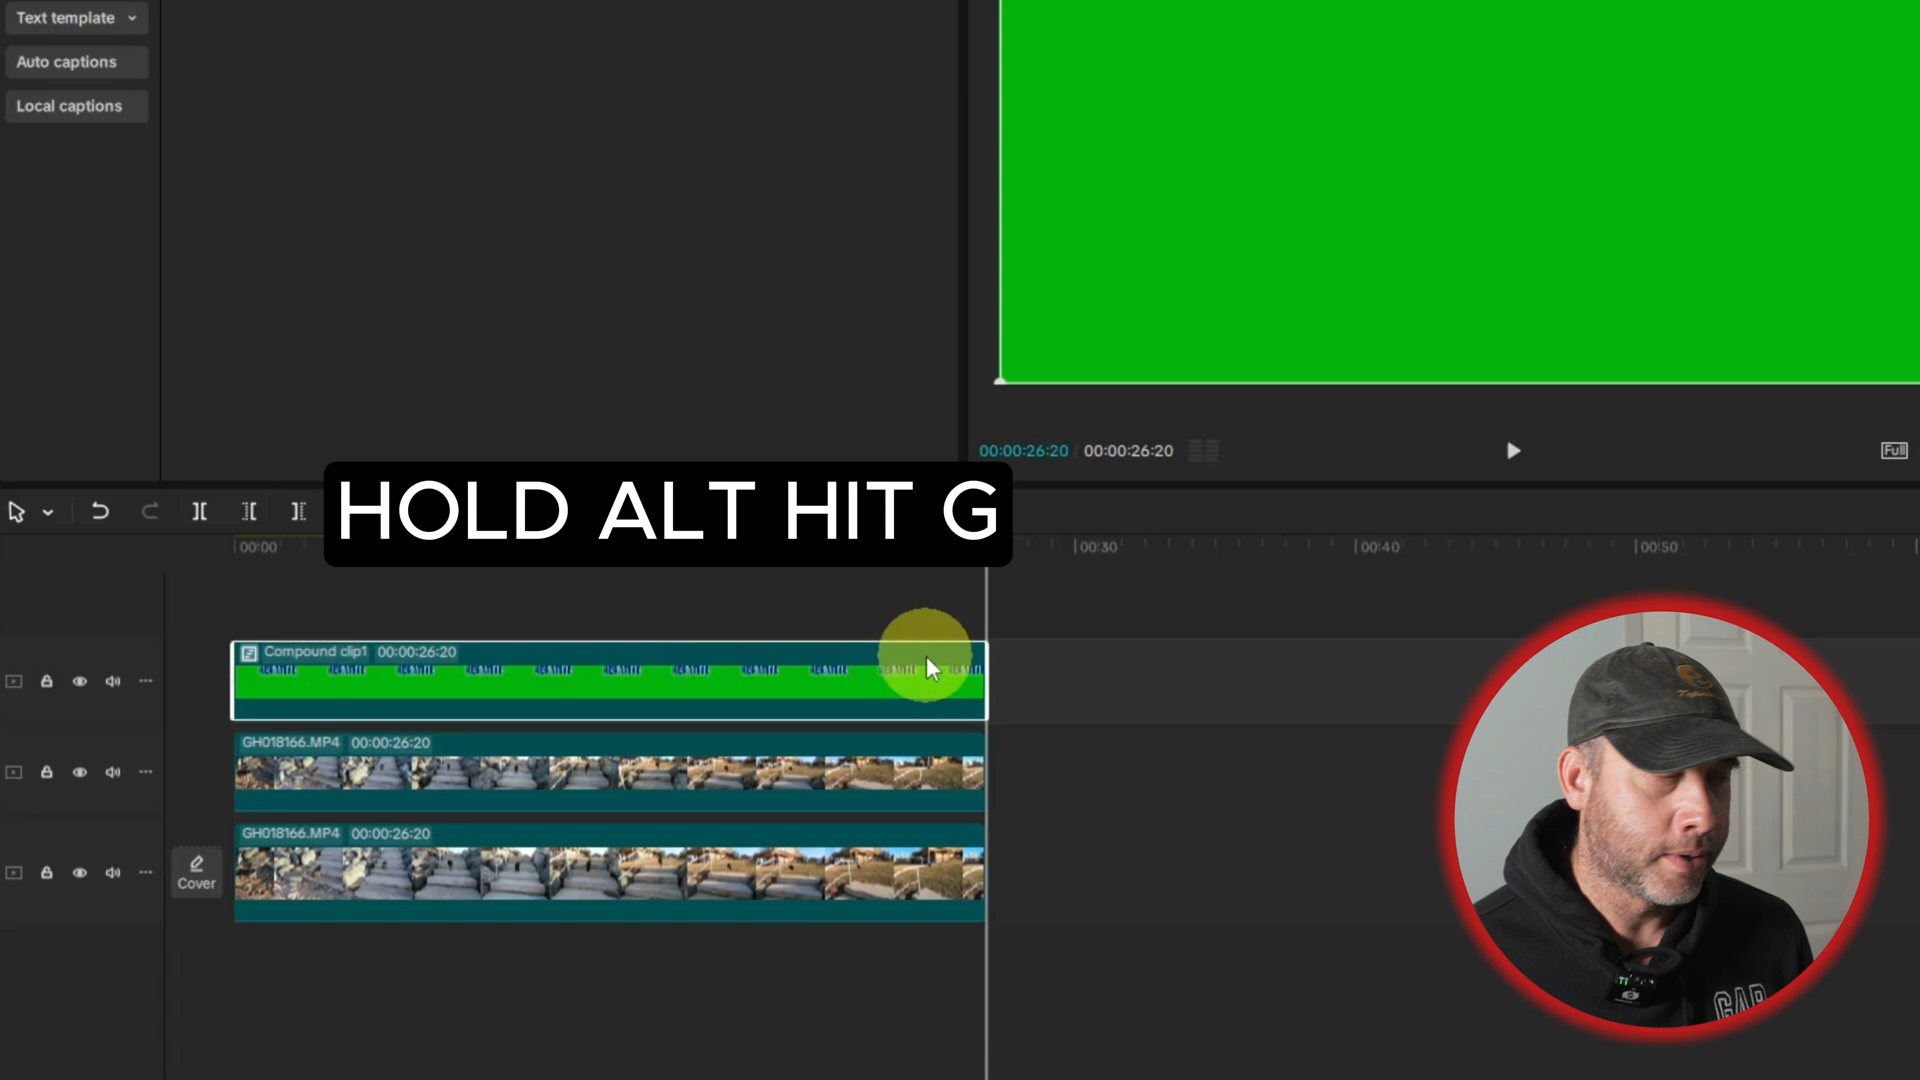 Text template
Auto captions
Local captions
00:00:26:20 / 00:00:26:20
Full
HOLD ALT HIT G
00:00
00:30
00:40
00:50
Compound clip1 00:00:26:20
GH018166.MP4 00:00:26:20
GH018166.MP4 00:00:26:20
Cover
GAP